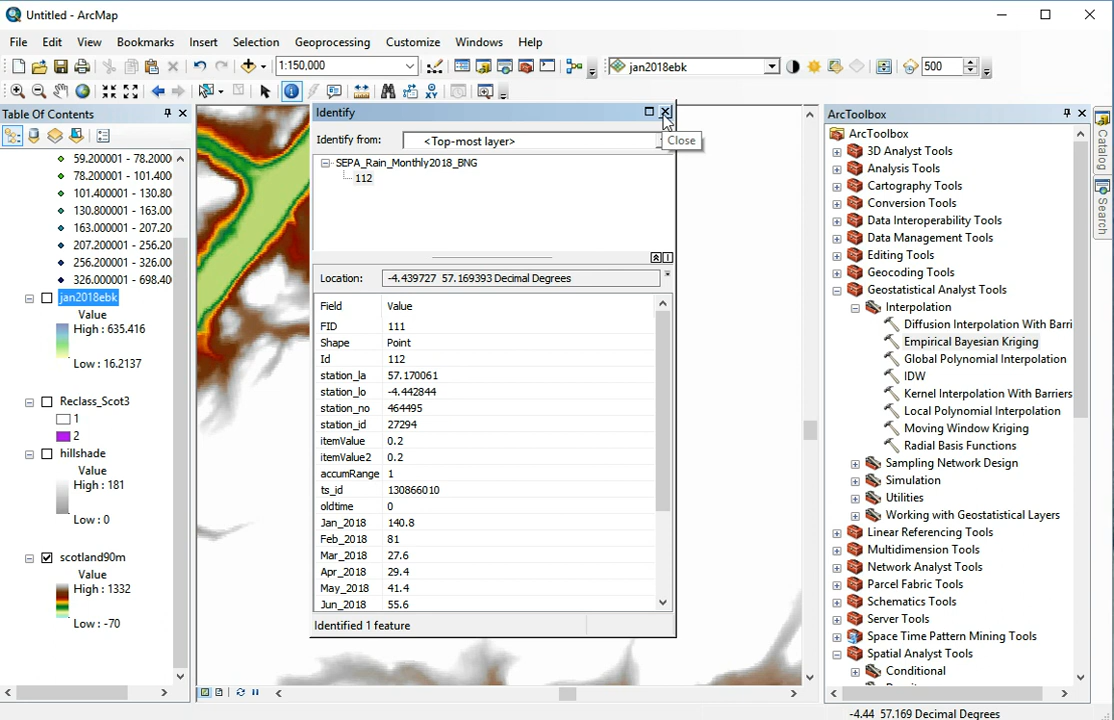 Untitled - ArcMap
File Edit View Bookmarks Insert Selection Geoprocessing Customize Windows Help
1:150,000
jan2018ebk
500
Table Of Contents
59.200001 - 78.2000
78.200001 - 101.400
101.400001 - 130.80
130.800001 - 163.00
163.000001 - 207.20
207.200001 - 256.20
256.200001 - 326.00
326.000001 - 698.40
jan2018ebk
Value
High : 635.416
Low : 16.2137
Reclass_Scot3
1
2
hillshade
Value
High : 181
Low : 0
scotland90m
Value
High : 1332
Low : -70
Identify
Close
Identify from: <Top-most layer>
SEPA_Rain_Monthly2018_BNG
112
Location: -4.439727 57.169393 Decimal Degrees
Field Value
FID 111
Shape Point
Id 112
station_la 57.170061
station_lo -4.442844
station_no 464495
station_id 27294
itemValue 0.2
itemValue2 0.2
accumRange 1
ts_id 130866010
oldtime 0
Jan_2018 140.8
Feb_2018 81
Mar_2018 27.6
Apr_2018 29.4
May_2018 41.4
Jun_2018 55.6
Identified 1 feature
ArcToolbox
ArcToolbox
3D Analyst Tools
Analysis Tools
Cartography Tools
Conversion Tools
Data Interoperability Tools
Data Management Tools
Editing Tools
Geocoding Tools
Geostatistical Analyst Tools
Interpolation
Diffusion Interpolation With Barri
Empirical Bayesian Kriging
Global Polynomial Interpolation
IDW
Kernel Interpolation With Barriers
Local Polynomial Interpolation
Moving Window Kriging
Radial Basis Functions
Sampling Network Design
Simulation
Utilities
Working with Geostatistical Layers
Linear Referencing Tools
Multidimension Tools
Network Analyst Tools
Parcel Fabric Tools
Schematics Tools
Server Tools
Space Time Pattern Mining Tools
Spatial Analyst Tools
Conditional
Catalog
Search
-4.44 57.169 Decimal Degrees